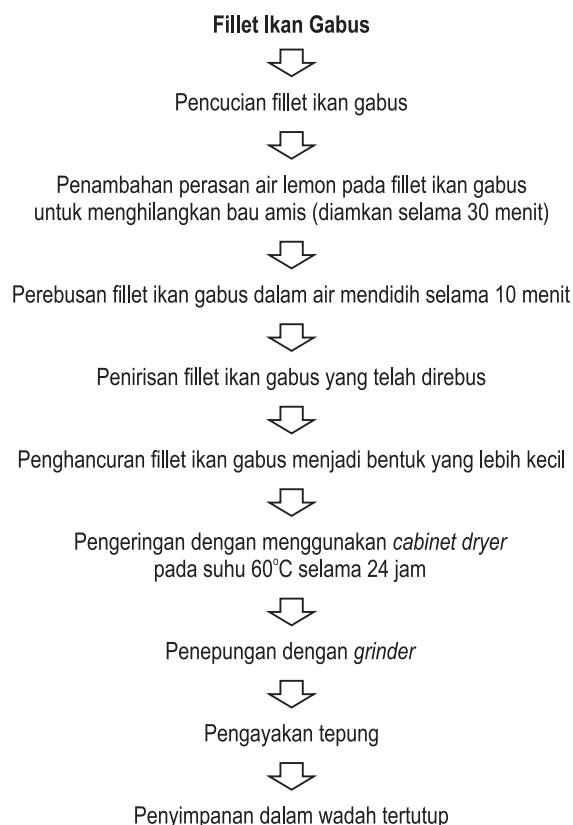 Fillet Ikan Gabus
Pencucian fillet ikan gabus
Penambahan perasan air lemon pada fillet ikan gabus
untuk menghilangkan bau amis (diamkan selama 30 menit)
Perebusan fillet ikan gabus dalam air mendidih selama 10 menit
Penirisan fillet ikan gabus yang telah direbus
Penghancuran fillet ikan gabus menjadi bentuk yang lebih kecil
Pengeringan dengan menggunakan cabinet dryer
pada suhu 60°C selama 24 jam
Penepungan dengan grinder
Pengayakan tepung
Penyimpanan dalam wadah tertutup